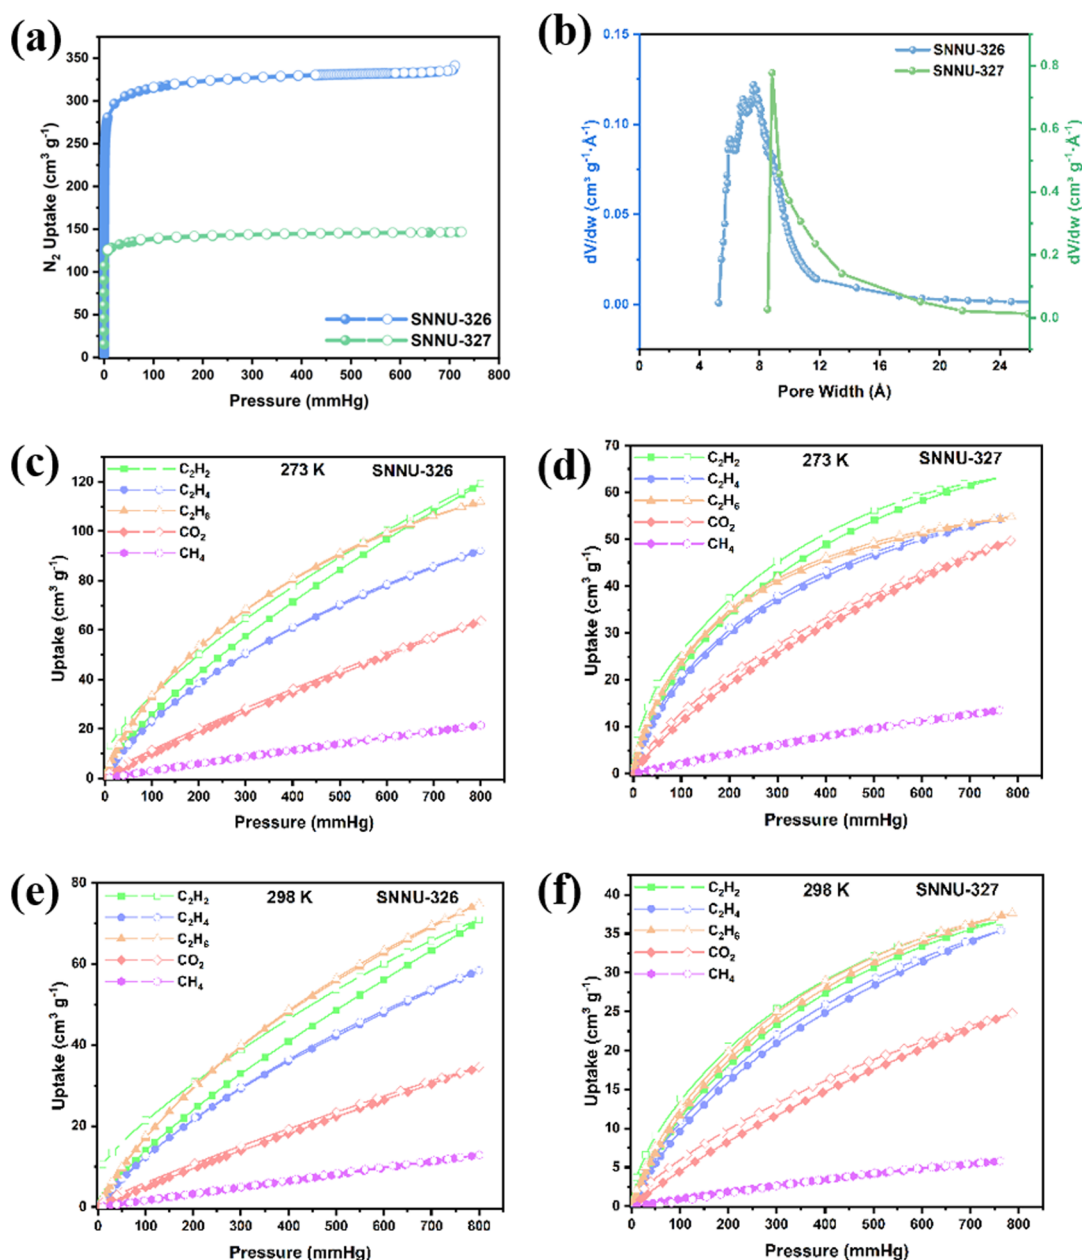 (a)
350
300
250
200
150
100
50
0
N₂ Uptake (cm³ g⁻¹)
SNNU-326
SNNU-327
0 100 200 300 400 500 600 700 800
Pressure (mmHg)
(b)
0.15
0.10
0.05
0.00
dV/dw (cm³ g⁻¹·Å⁻¹)
SNNU-326
SNNU-327
0.8
0.6
0.4
0.2
0.0
dV/dw (cm³ g⁻¹·Å⁻¹)
0 4 8 12 16 20 24
Pore Width (Å)
(c)
C₂H₂
C₂H₄
C₂H₆
CO₂
CH₄
273 K SNNU-326
120
100
80
60
40
20
0
Uptake (cm³ g⁻¹)
0 100 200 300 400 500 600 700 800
Pressure (mmHg)
(d)
C₂H₂
C₂H₄
C₂H₆
CO₂
CH₄
273 K SNNU-327
70
60
50
40
30
20
10
0
Uptake (cm³ g⁻¹)
0 100 200 300 400 500 600 700 800
Pressure (mmHg)
(e)
C₂H₂
C₂H₄
C₂H₆
CO₂
CH₄
298 K SNNU-326
80
60
40
20
0
Uptake (cm³ g⁻¹)
0 100 200 300 400 500 600 700 800
Pressure (mmHg)
(f)
C₂H₂
C₂H₄
C₂H₆
CO₂
CH₄
298 K SNNU-327
40
35
30
25
20
15
10
5
0
Uptake (cm³ g⁻¹)
0 100 200 300 400 500 600 700 800
Pressure (mmHg)